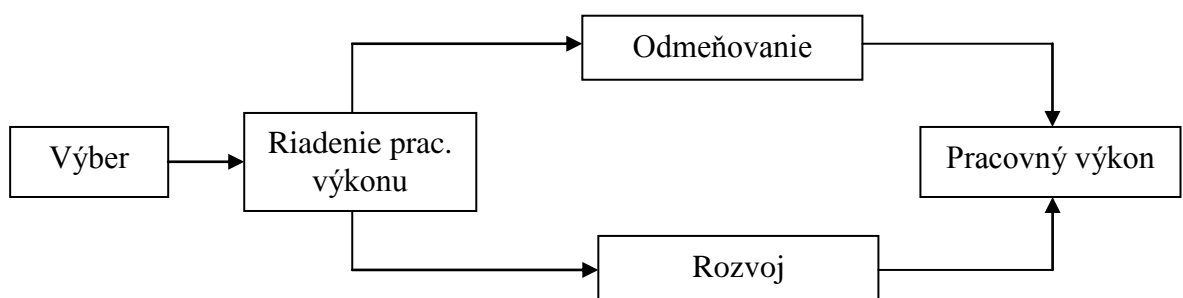 Odmeňovanie
Výber
Riadenie prac.
výkonu
Pracovný výkon
Rozvoj